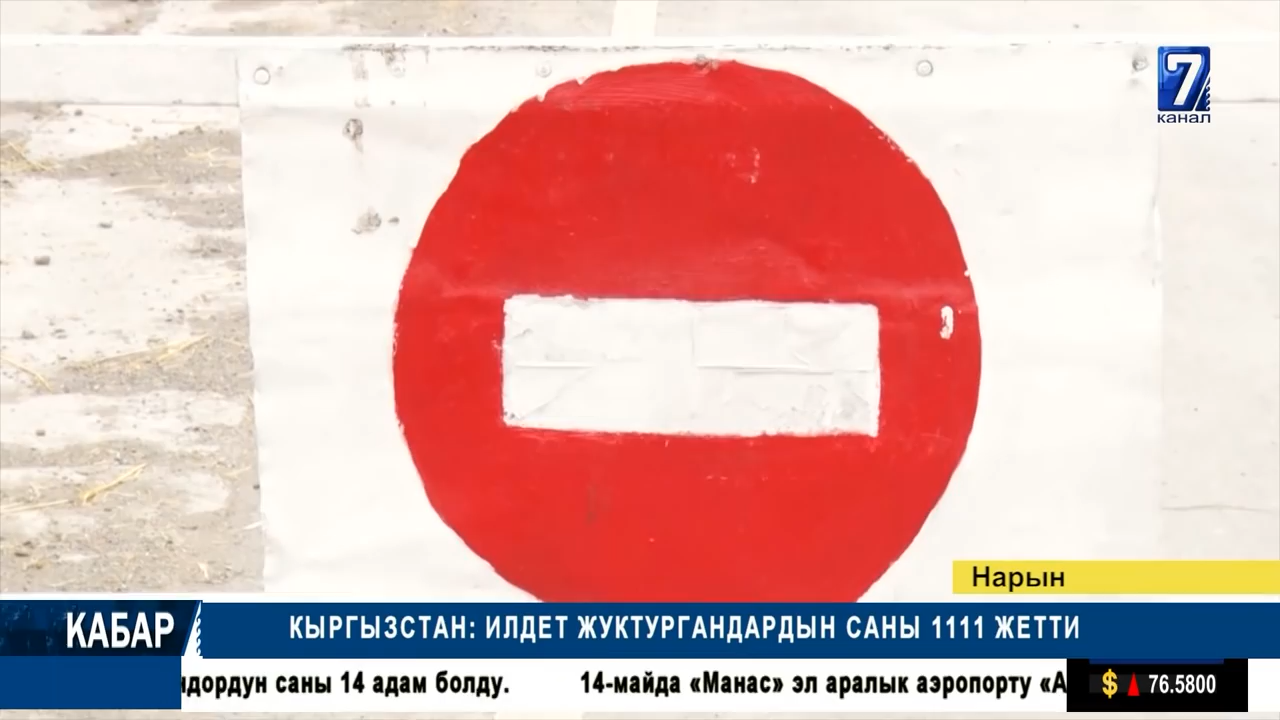 7
канал
Нарын
КАБАР
КЫРГЫЗСТАН: ИЛДЕТ ЖУКТУРГАНДАРДЫН САНЫ 1111 ЖЕТТИ
дордун саны 14 адам болду. 14-майда «Манас» эл аралык аэропорту «А
$ 76.5800